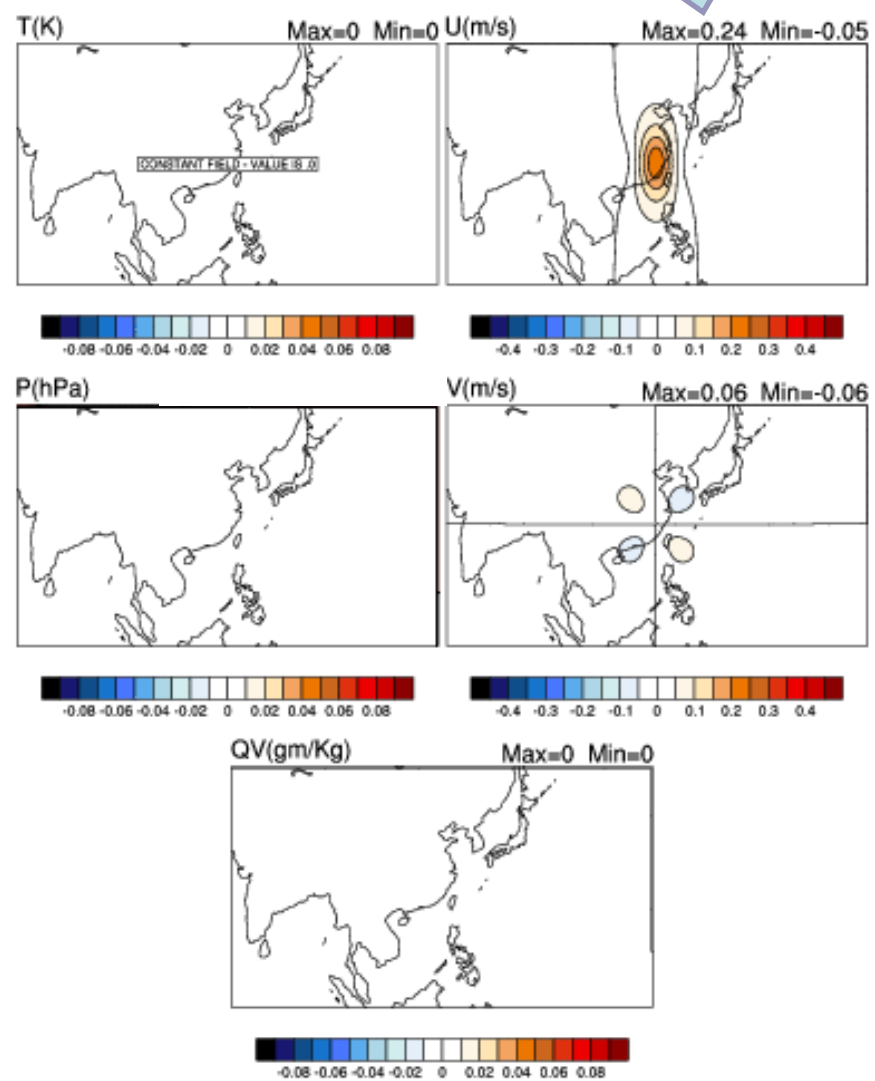 T(K) Max=0 Min=0 U(m/s) Max=0.24 Min=-0.05
CONSTANT FIELD - VALUE IS .0
-0.08 -0.06 -0.04 -0.02 0 0.02 0.04 0.06 0.08 -0.4 -0.3 -0.2 -0.1 0 0.1 0.2 0.3 0.4
P(hPa) V(m/s) Max=0.06 Min=-0.06
-0.08 -0.06 -0.04 -0.02 0 0.02 0.04 0.06 0.08 -0.4 -0.3 -0.2 -0.1 0 0.1 0.2 0.3 0.4
QV(gm/Kg) Max=0 Min=0
-0.08 -0.06 -0.04 -0.02 0 0.02 0.04 0.06 0.08